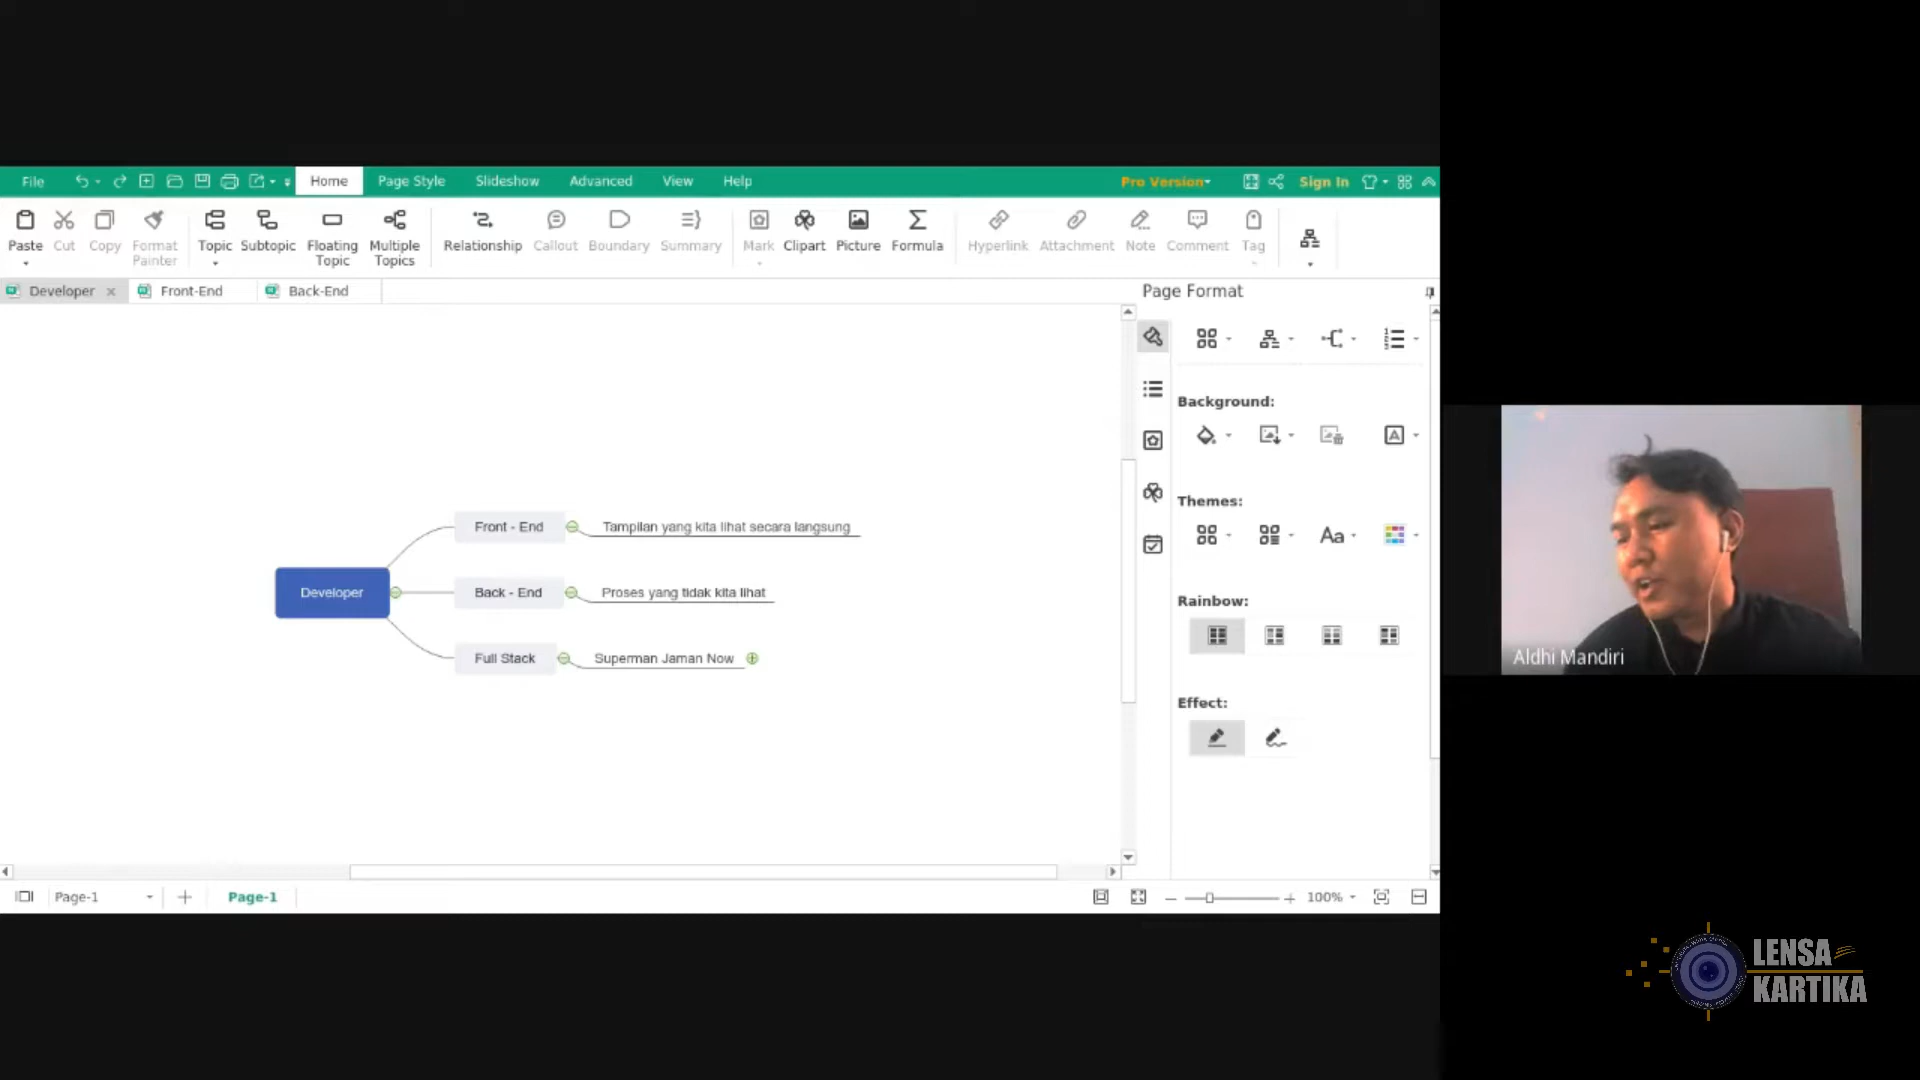 File
Home
Page Style
Slideshow
Advanced
View
Help
Pro Version
Sign In
Paste
Cut
Copy
Format Painter
Topic
Subtopic
Floating Topic
Multiple Topics
Relationship
Callout
Boundary
Summary
Mark
Clipart
Picture
Formula
Hyperlink
Attachment
Note
Comment
Tag
Developer
Front-End
Back-End
Page Format
Background:
Themes:
Aa
Rainbow:
Effect:
Developer
Front - End
Tampilan yang kita lihat secara langsung
Back - End
Proses yang tidak kita lihat
Full Stack
Superman Jaman Now
Page-1
Page-1
100%
Aldhi Mandiri
LENSA
KARTIKA